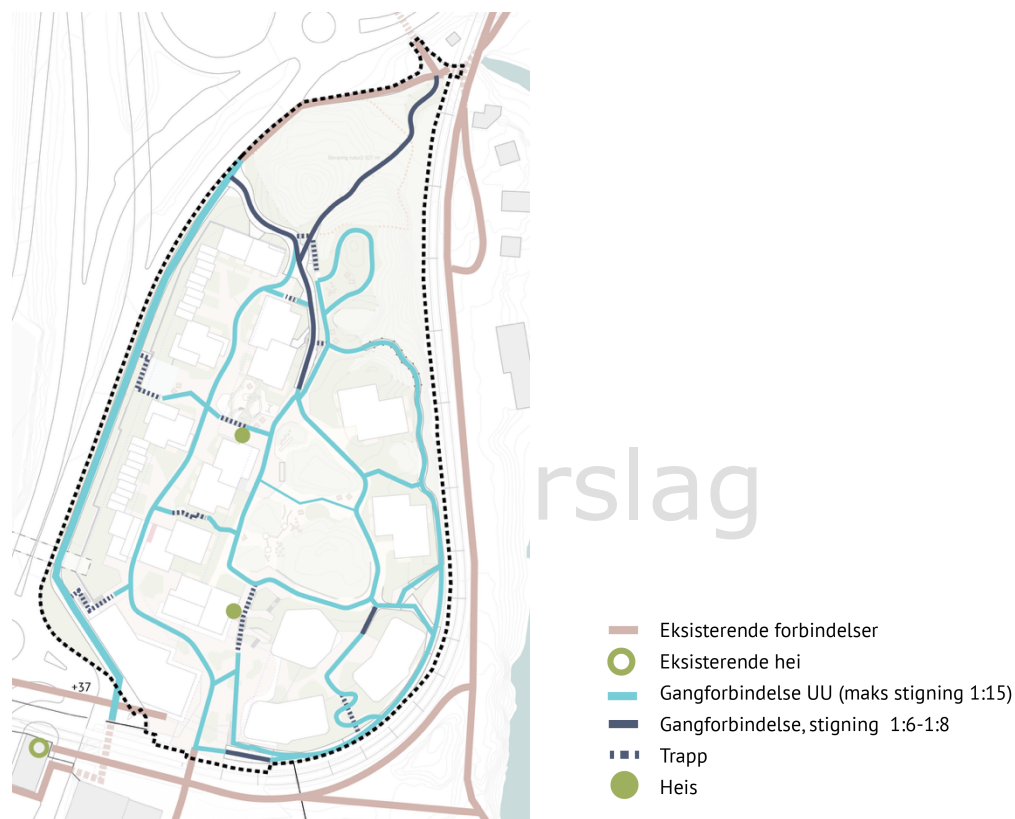 rslag
Eksisterende forbindelser
Eksisterende hei
Gangforbindelse UU (maks stigning 1:15)
+37
Gangforbindelse, stigning 1:6-1:8
Trapp
Heis